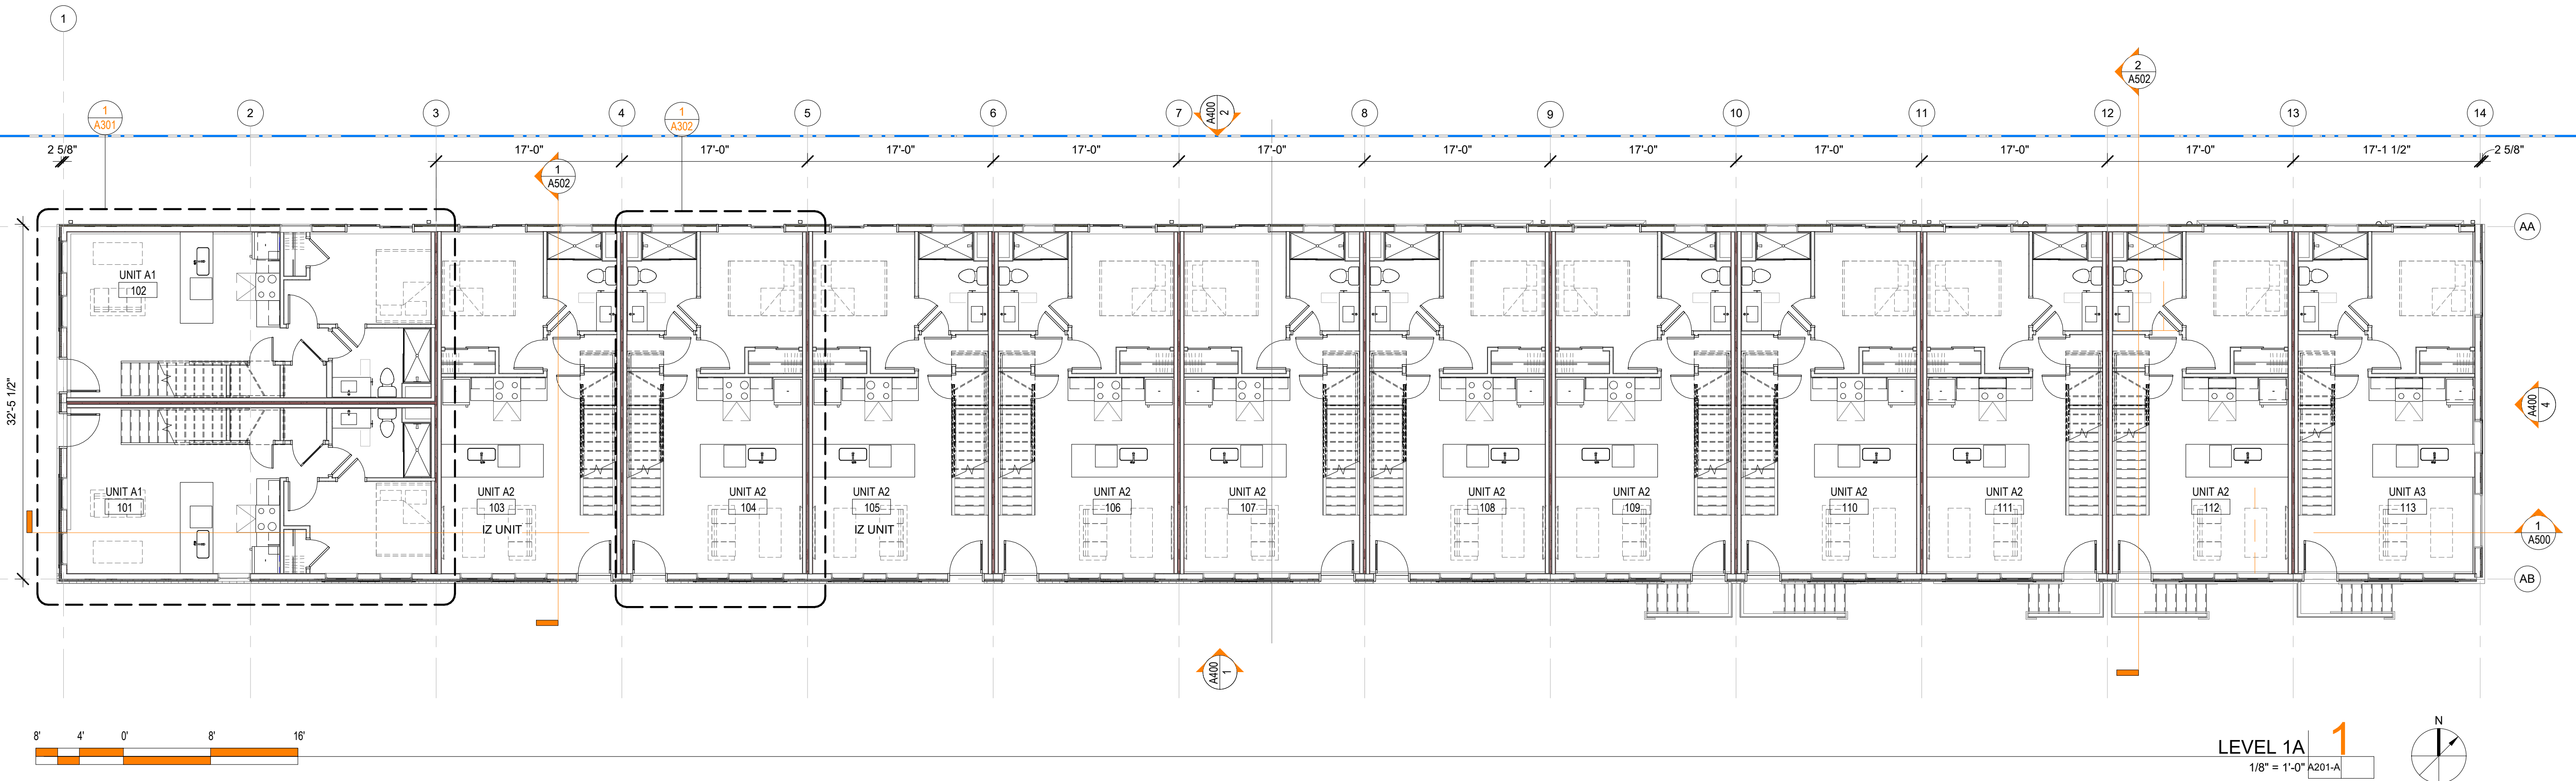 1
2
A502
1
A301
2
3
4
1
A302
5
6
7
A400
2
8
9
10
11
12
13
14
2 5/8"
17'-0"
17'-0"
17'-0"
17'-0"
17'-0"
17'-0"
17'-0"
17'-0"
17'-0"
17'-0"
17'-1 1/2"
2 5/8"
1
A502
AA
UNIT A1
102
32'-5 1/2"
A400
4
UNIT A1
101
UNIT A2
103
IZ UNIT
UNIT A2
104
UNIT A2
105
IZ UNIT
UNIT A2
106
UNIT A2
107
UNIT A2
108
UNIT A2
109
UNIT A2
110
UNIT A2
111
UNIT A2
112
UNIT A3
113
1
A500
AB
A400
1
8'
4'
0'
8'
16'
LEVEL 1A
1
1/8" = 1'-0"
A201-A
N